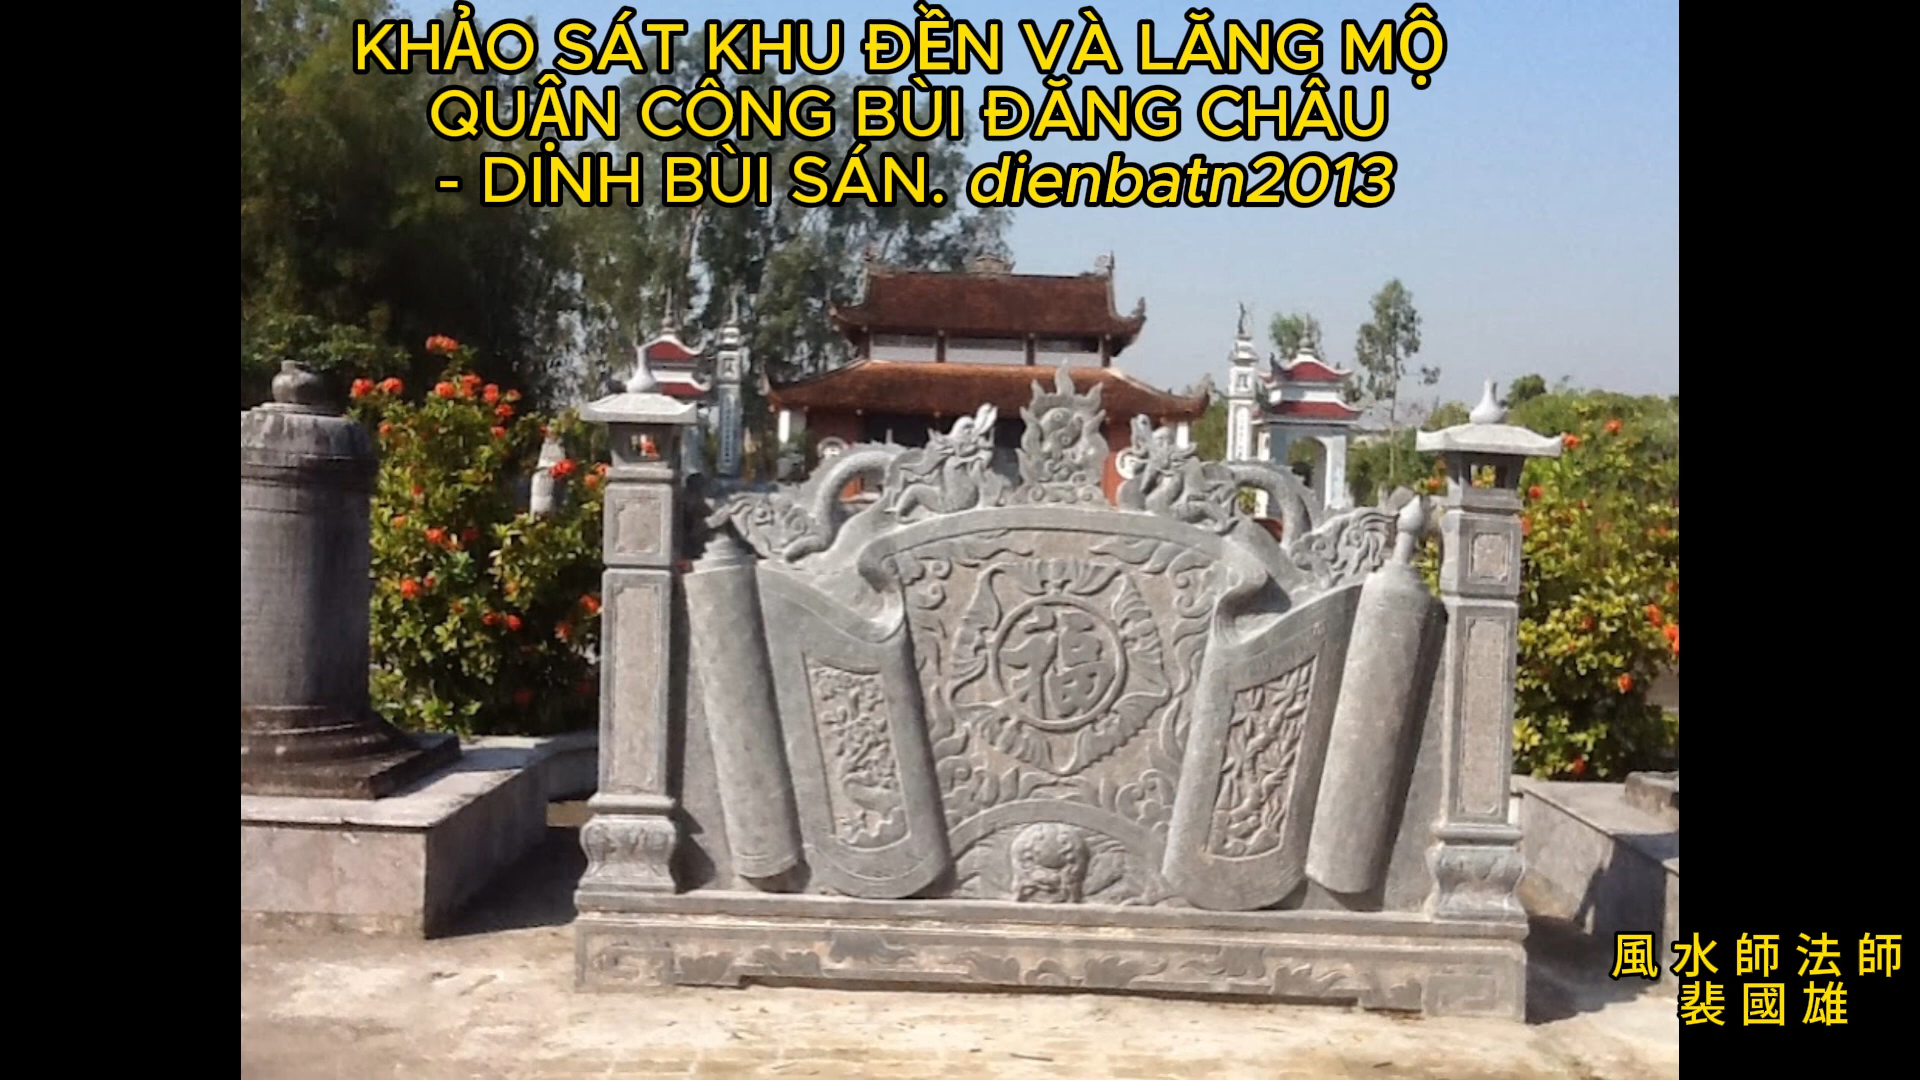 KHẢO SÁT KHU ĐỀN VÀ LĂNG MỘ
QUẬN CÔNG BÙI ĐĂNG CHÂU
- DINH BÙI SÁN. dienbatn2013
福
風水師法師
裴國雄